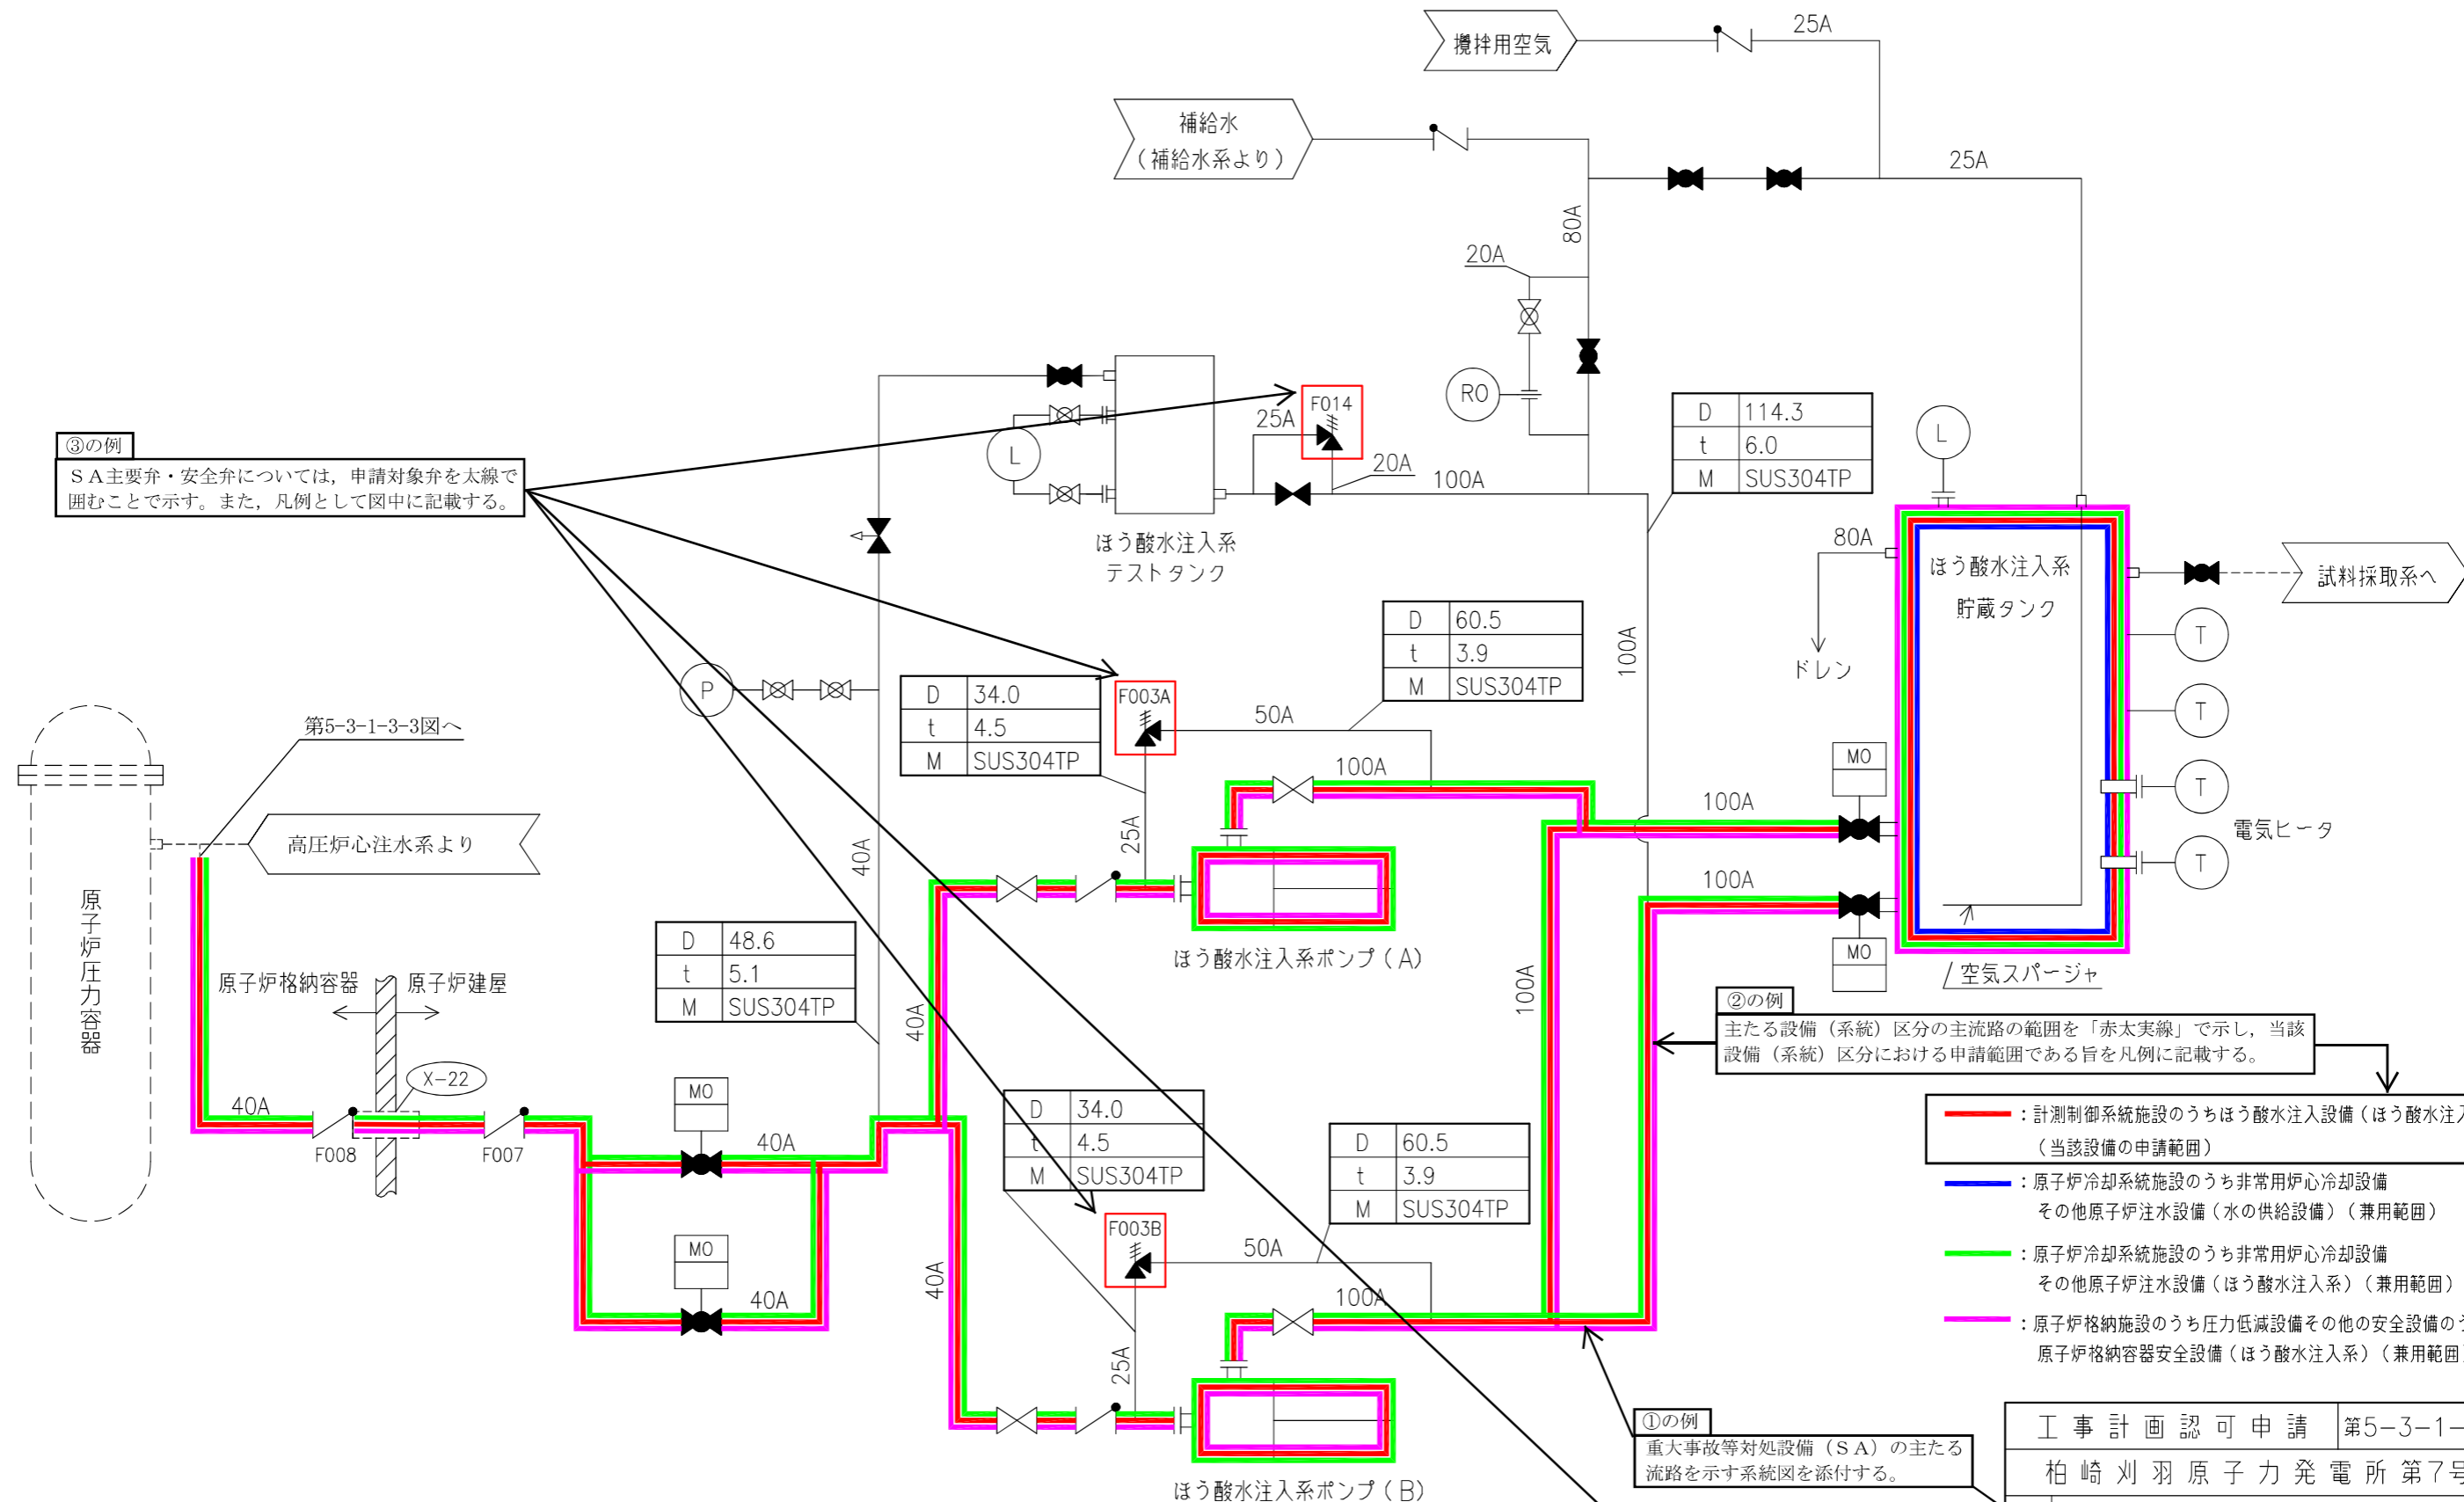 攪拌用空気
25A
補給水
(補給水系より)
25A
80A
20A
RO
F014
25A
20A
100A
L
ほう酸水注入系
テストタンク
③の例
SA主要弁・安全弁については，申請対象弁を太線で
囲むことで示す。また，凡例として図中に記載する。
D 114.3
t 6.0
M SUS304TP
L
80A
ドレン
ほう酸水注入系
貯蔵タンク
試料採取系へ
T
T
T
T
電気ヒータ
100A
D 60.5
t 3.9
M SUS304TP
D 34.0
t 4.5
M SUS304TP
F003A
50A
P
第5-3-1-3-3図へ
高圧炉心注水系より
原子炉圧力容器
40A
25A
100A
MO
100A
100A
MO
空気スパージャ
ほう酸水注入系ポンプ(A)
D 48.6
t 5.1
M SUS304TP
原子炉格納容器
原子炉建屋
X-22
40A
F008
F007
MO
40A
MO
40A
40A
40A
100A
②の例
主たる設備（系統）区分の主流路の範囲を「赤太実線」で示し，当該
設備（系統）区分における申請範囲である旨を凡例に記載する。
D 34.0
t 4.5
M SUS304TP
D 60.5
t 3.9
M SUS304TP
F003B
50A
25A
100A
ほう酸水注入系ポンプ(B)
：計測制御系統施設のうちほう酸水注入設備(ほう酸水注入
(当該設備の申請範囲)
：原子炉冷却系統施設のうち非常用炉心冷却設備
その他原子炉注水設備(水の供給設備)(兼用範囲)
：原子炉冷却系統施設のうち非常用炉心冷却設備
その他原子炉注水設備(ほう酸水注入系)(兼用範囲)
：原子炉格納施設のうち圧力低減設備その他の安全設備のう
原子炉格納容器安全設備(ほう酸水注入系)(兼用範囲
①の例
重大事故等対処設備（SA）の主たる
流路を示す系統図を添付する。
工事計画認可申請 第5-3-1-
柏崎刈羽原子力発電所第7号